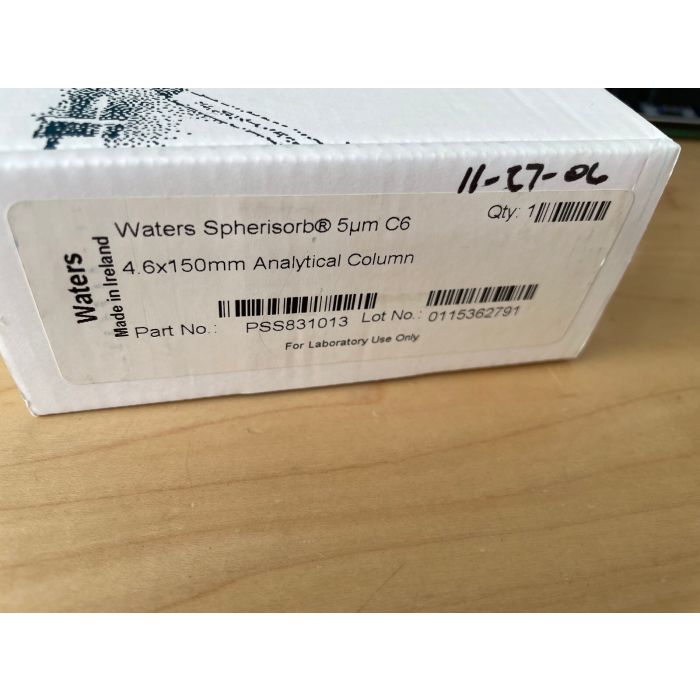 11-27-06
Waters Spherisorb® 5µm C6
Qty: 1
4.6x150mm Analytical Column
Waters
Made in Ireland
Part No.: PSS831013 Lot No.: 0115362791
For Laboratory Use Only